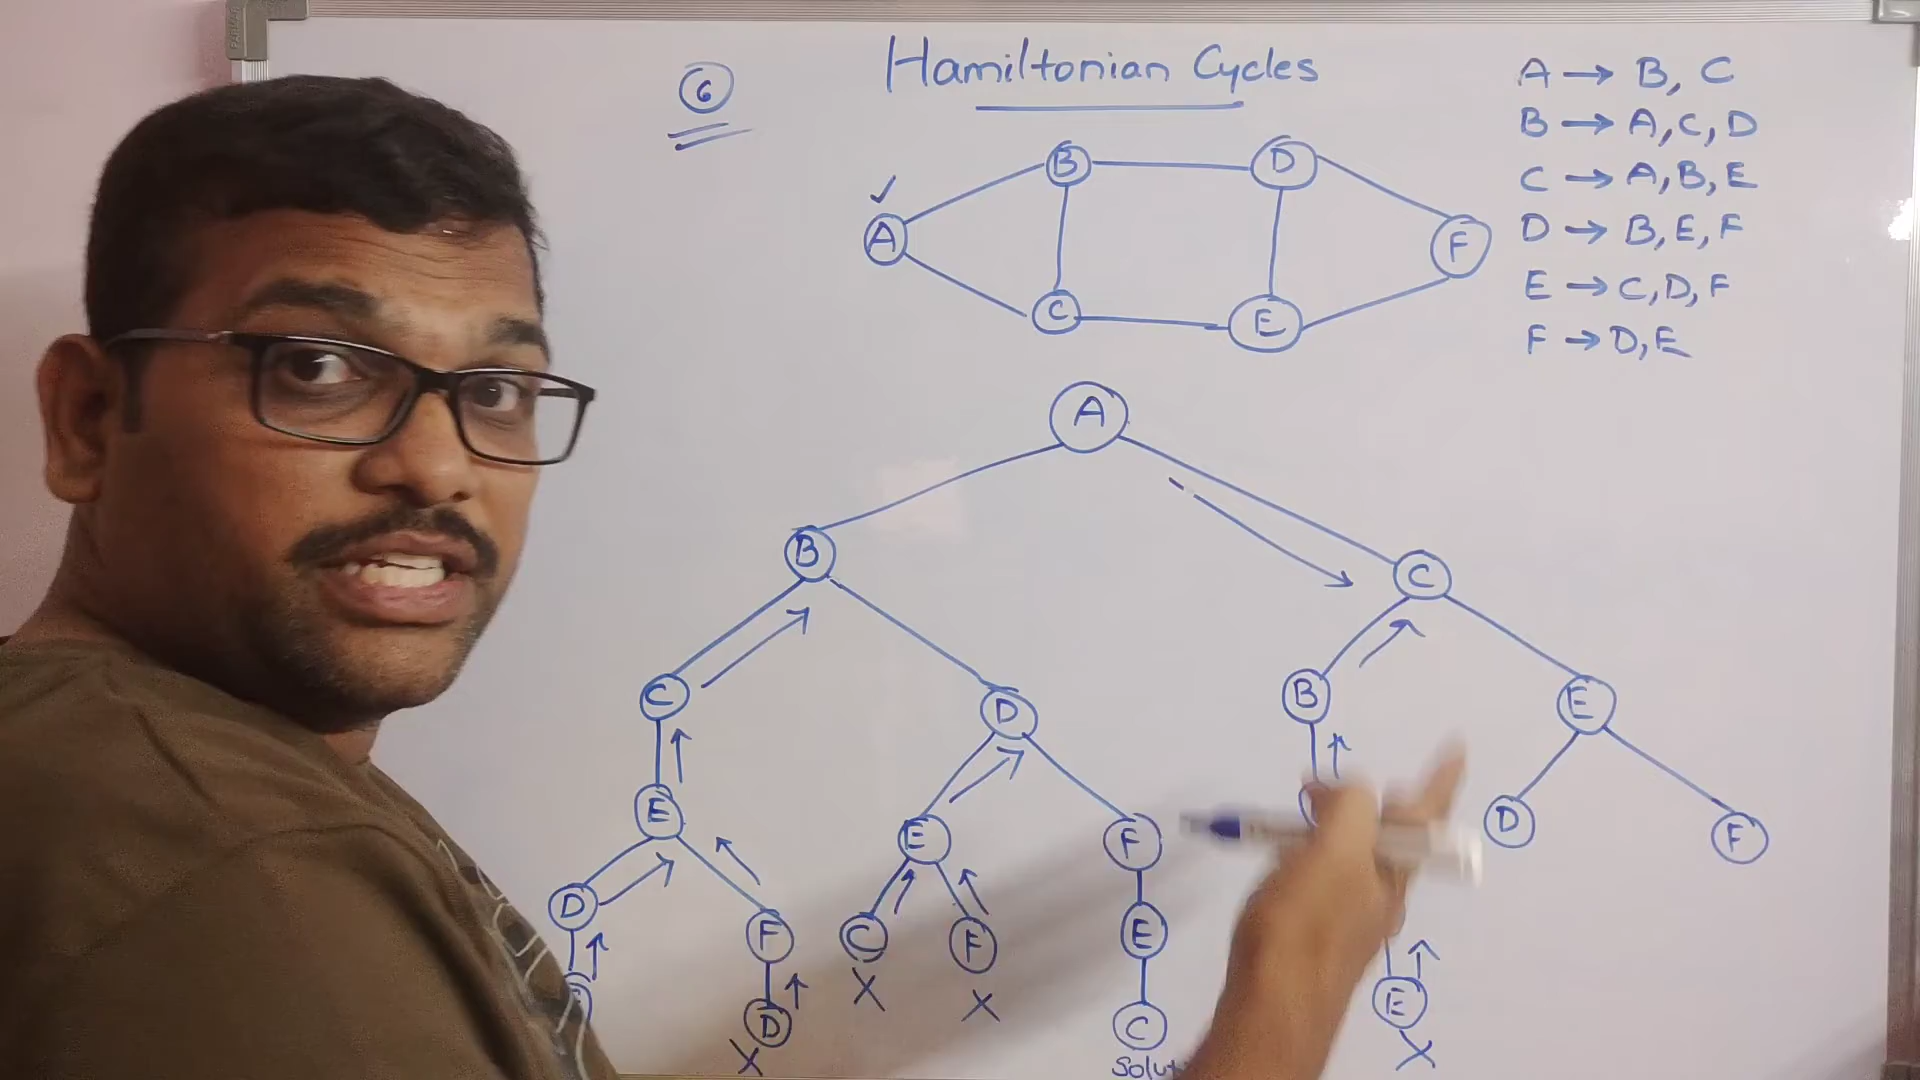 Hamiltonian Cycles
6
A → B, C
B → A, C, D
C → A, B, E
D → B, E, F
E → C, D, F
F → D, E
B D
A F
C E
A
B C
C D B E
E E F D F
D F C F E E
X X X
D C
X